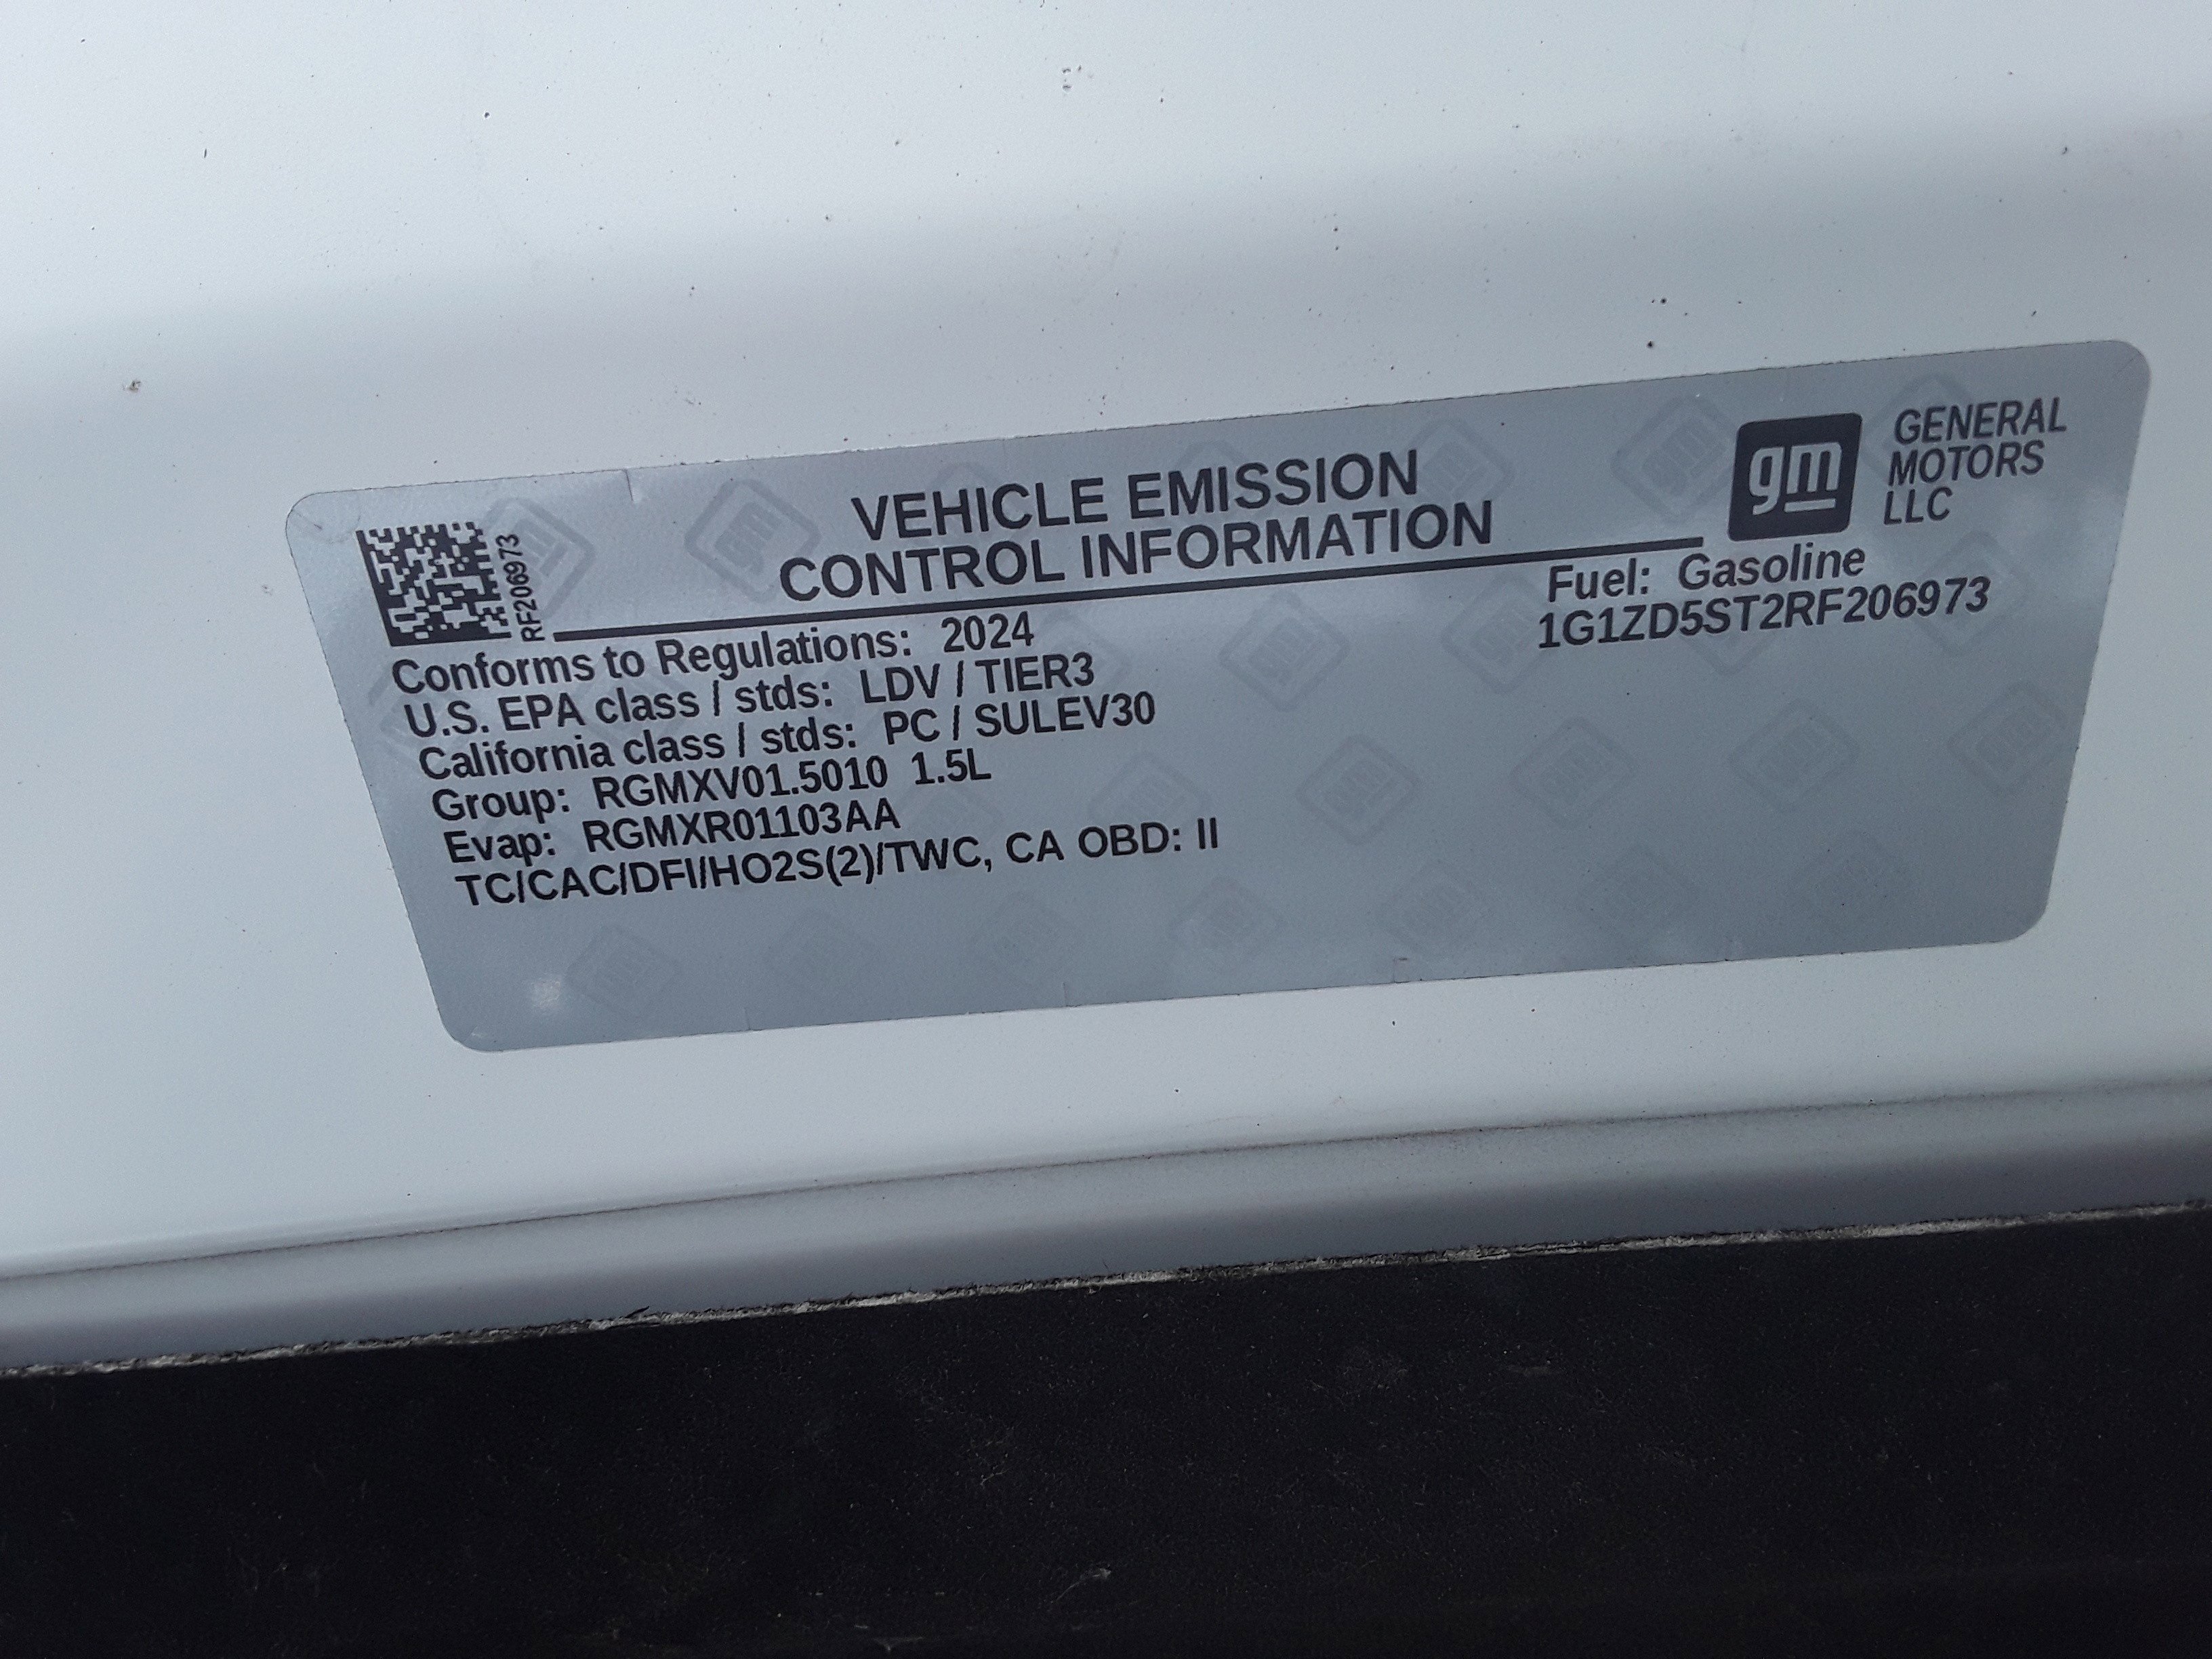 VEHICLE EMISSION
CONTROL INFORMATION
gm
GENERAL
MOTORS
LLC
RF206973
Fuel: Gasoline
1G1ZD5ST2RF206973
Conforms to Regulations: 2024
U.S. EPA class / stds: LDV / TIER3
California class / stds: PC / SULEV30
Group: RGMXV01.5010 1.5L
Evap: RGMXR01103AA
TC/CAC/DFI/HO2S(2)/TWC, CA OBD: II